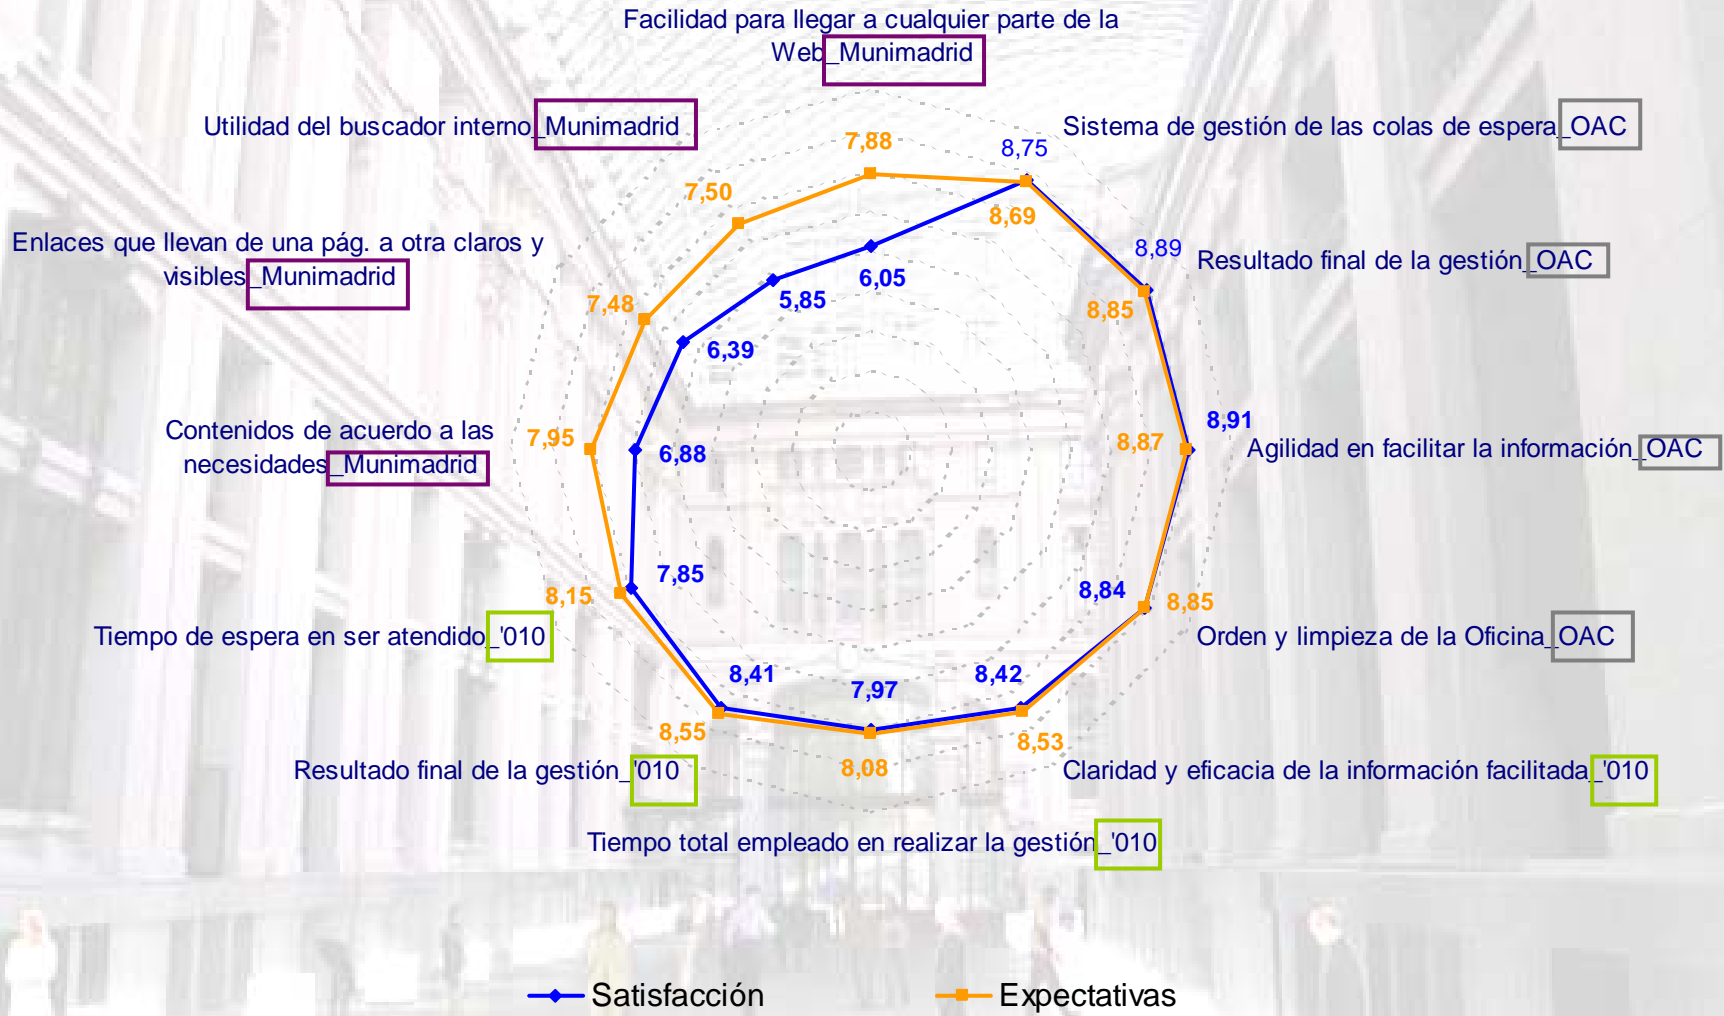 Facilidad para llegar a cualquier parte de la
Web_Munimadrid
Utilidad del buscador interno_Munimadrid
Sistema de gestión de las colas de espera_OAC
7,88
8,75
7,50
8,69
Enlaces que llevan de una pág. a otra claros y
visibles_Munimadrid
8,89
Resultado final de la gestión_OAC
6,05
5,85
7,48
8,85
6,39
Contenidos de acuerdo a las
necesidades_Munimadrid
7,95
6,88
8,87
8,91
Agilidad en facilitar la información_OAC
7,85
8,15
8,84
8,85
Tiempo de espera en ser atendido_'010
Orden y limpieza de la Oficina_OAC
8,41
7,97
8,42
8,55
8,08
8,53
Resultado final de la gestión_'010
Claridad y eficacia de la información facilitada_'010
Tiempo total empleado en realizar la gestión_'010
Satisfacción
Expectativas